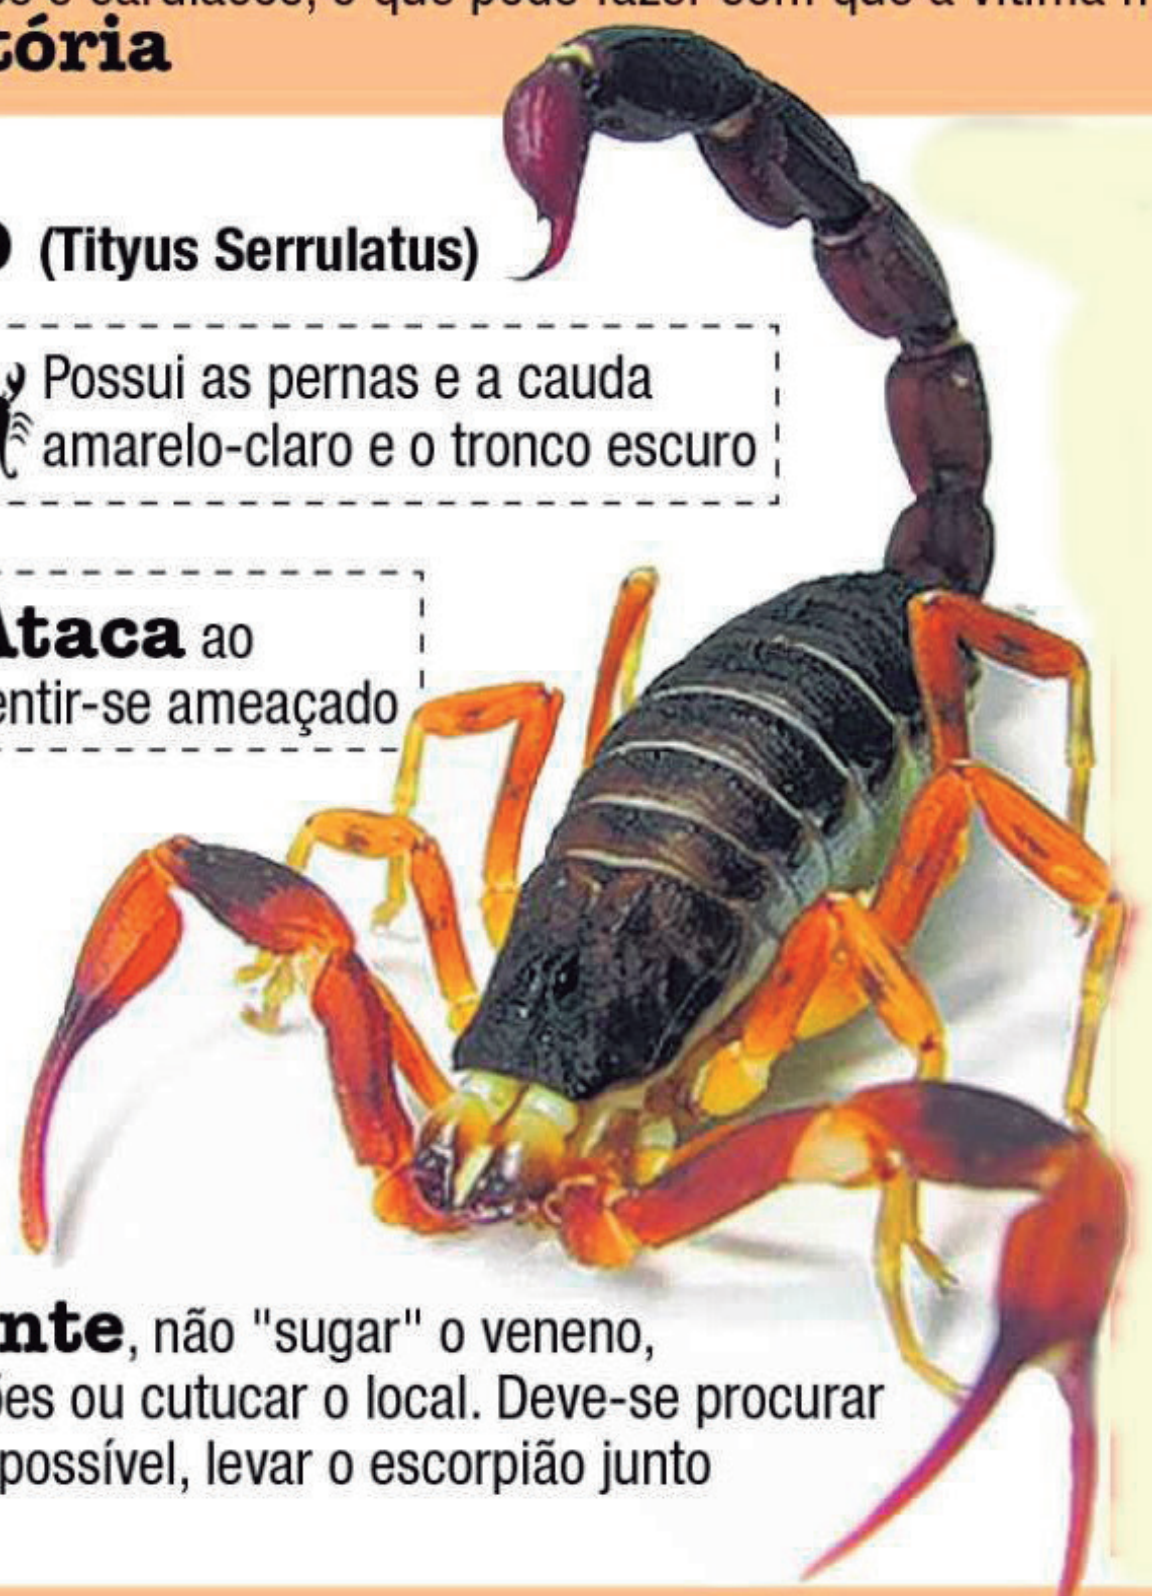 tória
(Tityus Serrulatus)
Possui as pernas e a cauda
amarelo-claro e o tronco escuro
Ataca ao
entir-se ameaçado
nte, não "sugar" o veneno,
ões ou cutucar o local. Deve-se procurar
possível, levar o escorpião junto